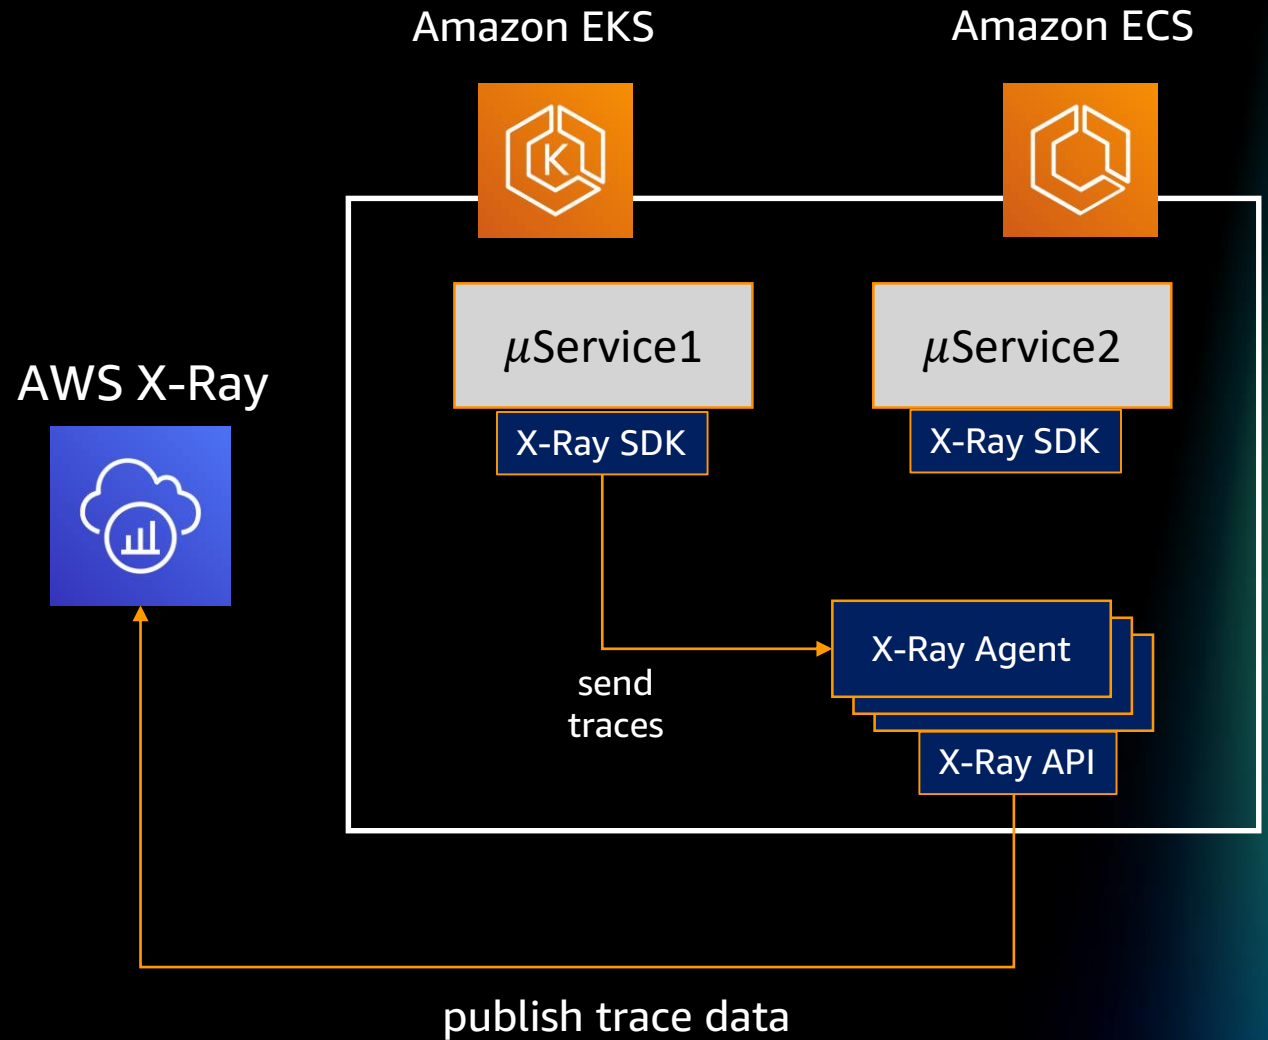 Amazon EKS
Amazon ECS
K
𝜇Service1
𝜇Service2
AWS X-Ray
X-Ray SDK
X-Ray SDK
X-Ray Agent
send
traces
X-Ray API
publish trace data